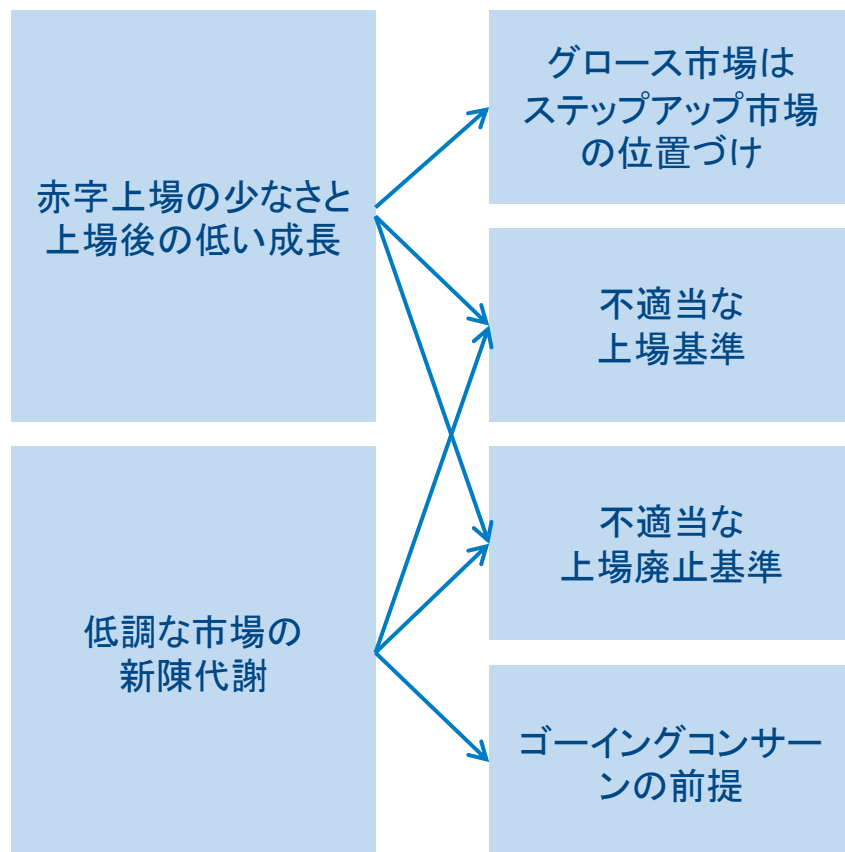 赤字上場の少なさと
上場後の低い成長
低調な市場の
新陳代謝
グロース市場は
ステップアップ市場
の位置づけ
不適当な
上場基準
不適当な
上場廃止基準
ゴーイングコンサー
ンの前提